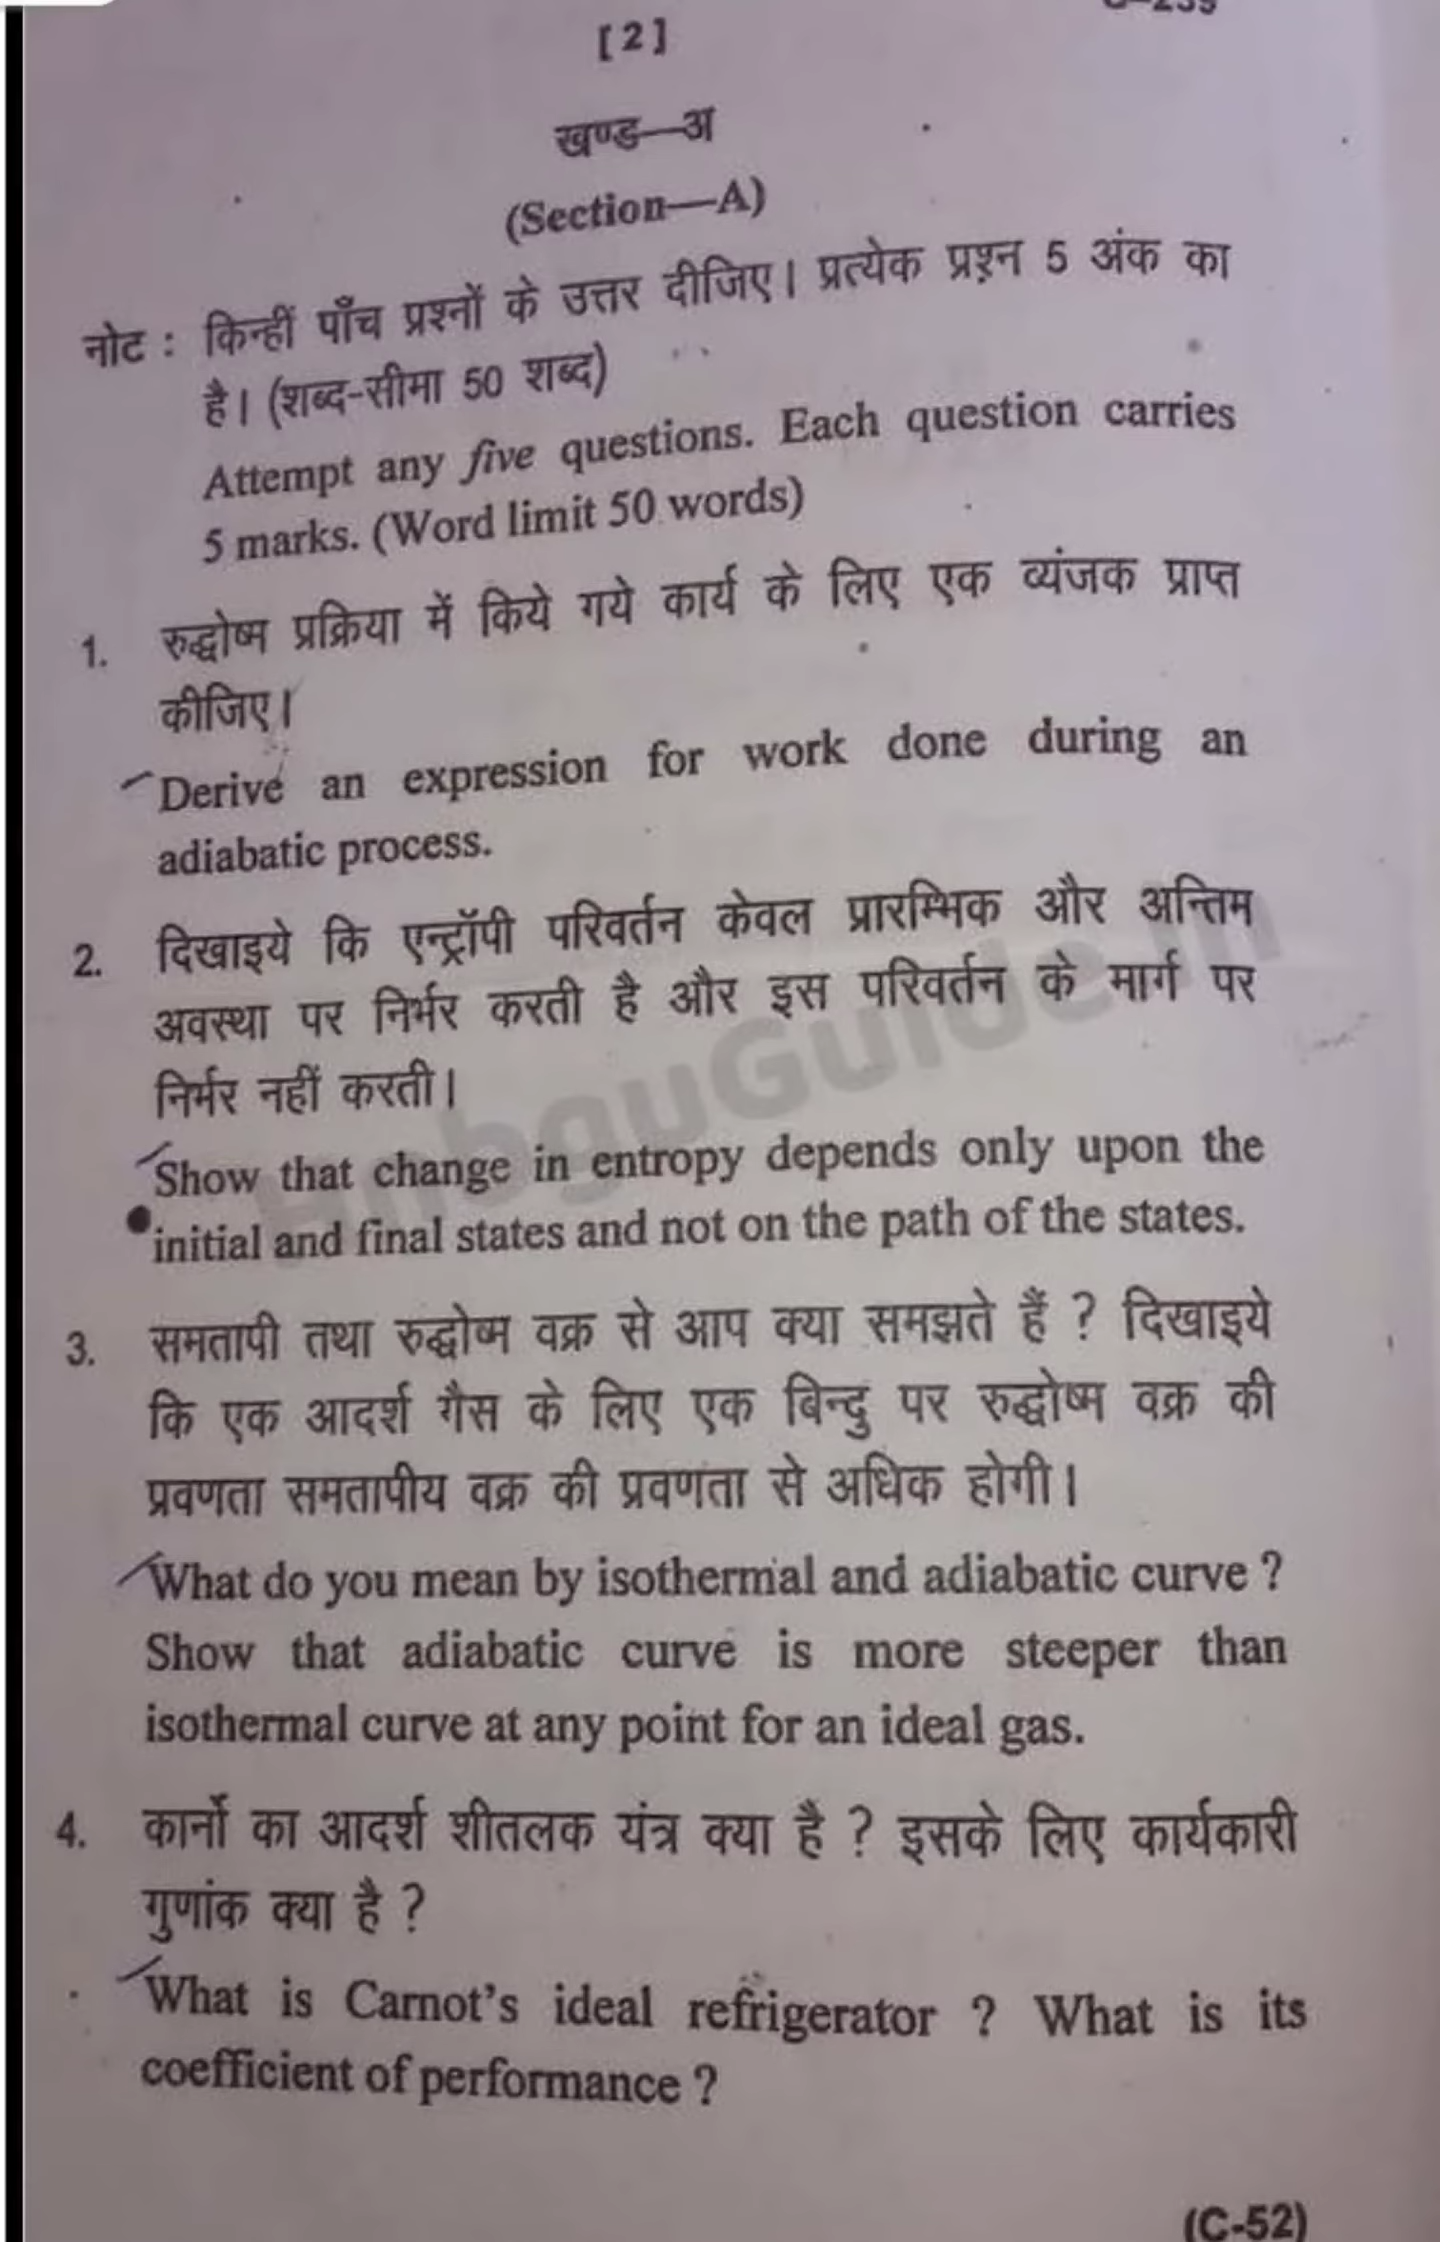 [ 2 ]
खण्ड—अ
(Section—A)
नोट : किन्हीं पाँच प्रश्नों के उत्तर दीजिए। प्रत्येक प्रश्न 5 अंक का
है। (शब्द-सीमा 50 शब्द)
Attempt any five questions. Each question carries
5 marks. (Word limit 50 words)
1. रुद्धोष्म प्रक्रिया में किये गये कार्य के लिए एक व्यंजक प्राप्त
कीजिए।
Derive an expression for work done during an
adiabatic process.
2. दिखाइये कि एन्ट्रॉपी परिवर्तन केवल प्रारम्भिक और अन्तिम
अवस्था पर निर्भर करती है और इस परिवर्तन के मार्ग पर
निर्मर नहीं करती।
Show that change in entropy depends only upon the
initial and final states and not on the path of the states.
3. समतापी तथा रुद्धोष्म वक्र से आप क्या समझते हैं ? दिखाइये
कि एक आदर्श गैस के लिए एक बिन्दु पर रुद्धोष्म वक्र की
प्रवणता समतापीय वक्र की प्रवणता से अधिक होगी।
What do you mean by isothermal and adiabatic curve ?
Show that adiabatic curve is more steeper than
isothermal curve at any point for an ideal gas.
4. कार्नो का आदर्श शीतलक यंत्र क्या है ? इसके लिए कार्यकारी
गुणांक क्या है ?
What is Carnot's ideal refrigerator ? What is its
coefficient of performance ?
(C-52)